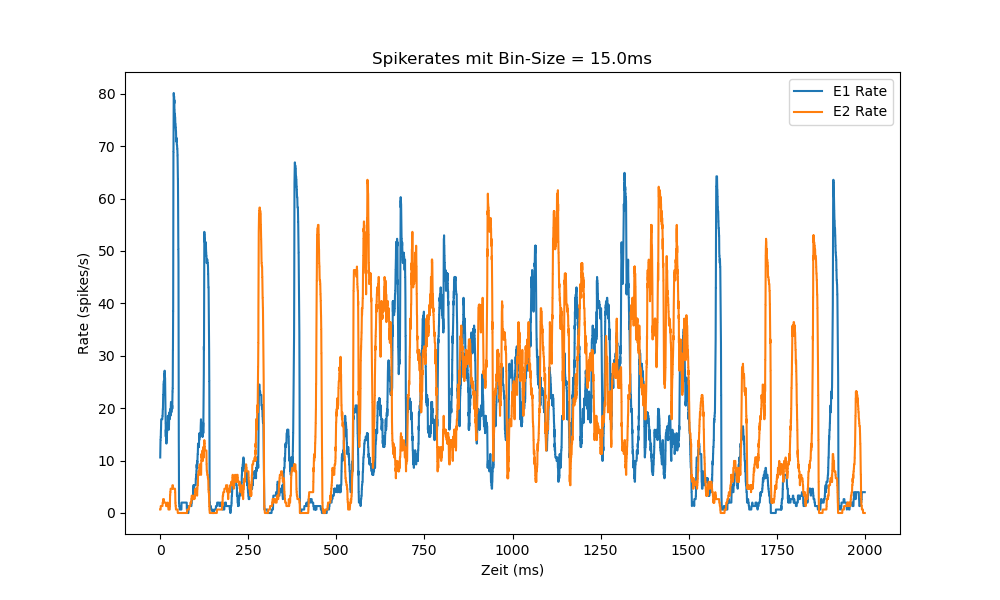 Spikerates mit Bin-Size = 15.0ms
E1 Rate
E2 Rate
Rate (spikes/s)
80
70
60
50
40
30
20
10
0
0 250 500 750 1000 1250 1500 1750 2000
Zeit (ms)